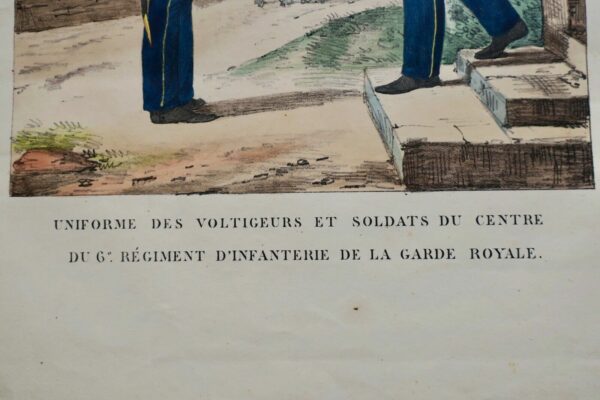 UNIFORME DES VOLTIGEURS ET SOLDATS DU CENTRE
DU 6e. RÉGIMENT D'INFANTERIE DE LA GARDE ROYALE.